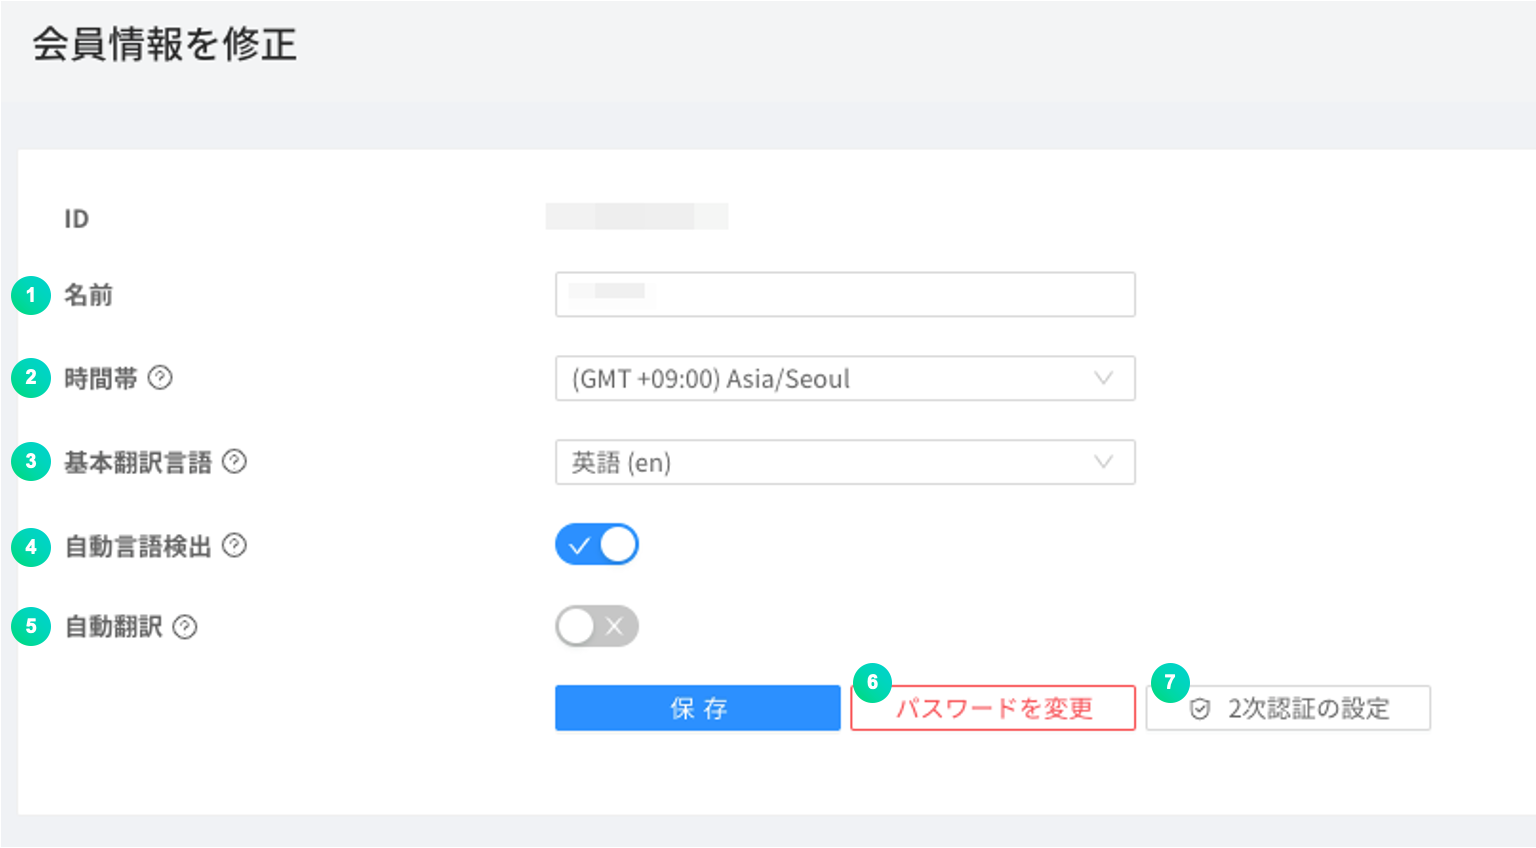 会員情報を修正
ID
1 名前
2 時間帯 ? (GMT +09:00) Asia/Seoul
3 基本翻訳言語 ? 英語 (en)
4 自動言語検出 ?
5 自動翻訳 ?
保存 6 パスワードを変更 7 2次認証の設定